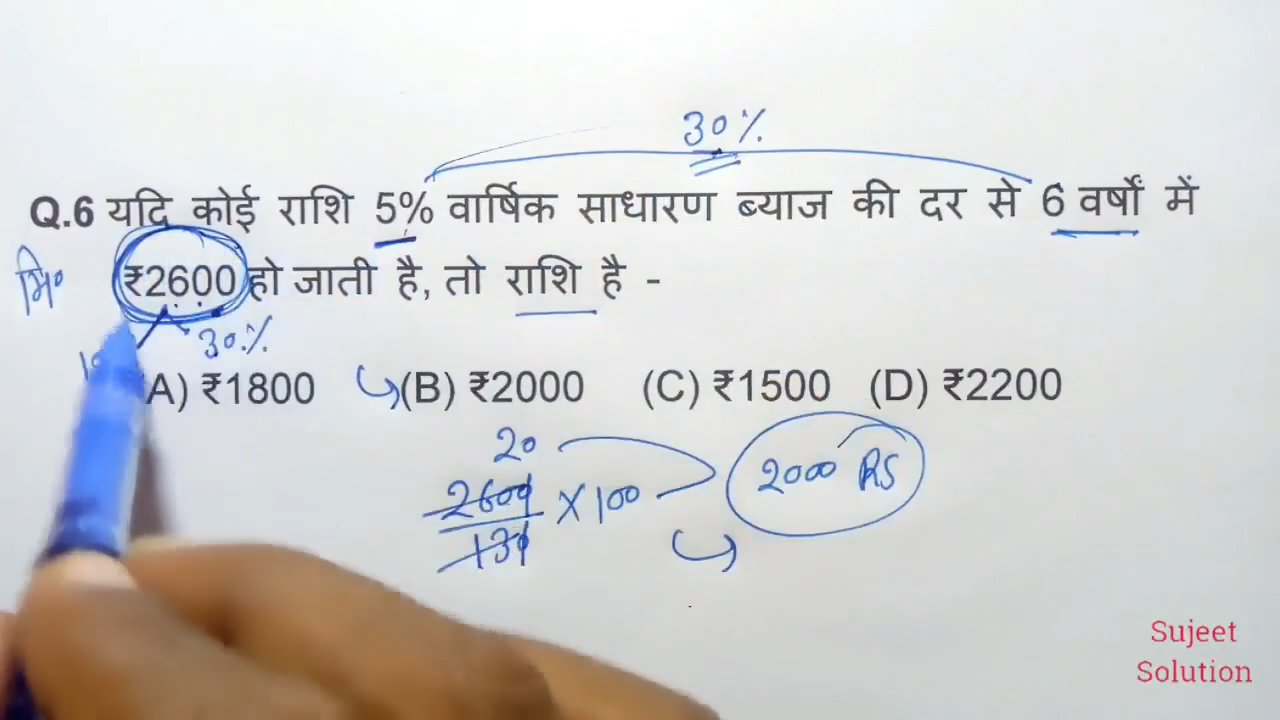 30%
Q.6 यदि कोई राशि 5% वार्षिक साधारण ब्याज की दर से 6 वर्षों में
मि०
₹2600 हो जाती है, तो राशि है -
30%
A) ₹1800 (B) ₹2000 (C) ₹1500 (D) ₹2200
20
2600 × 100
130
2000 RS
Sujeet
Solution